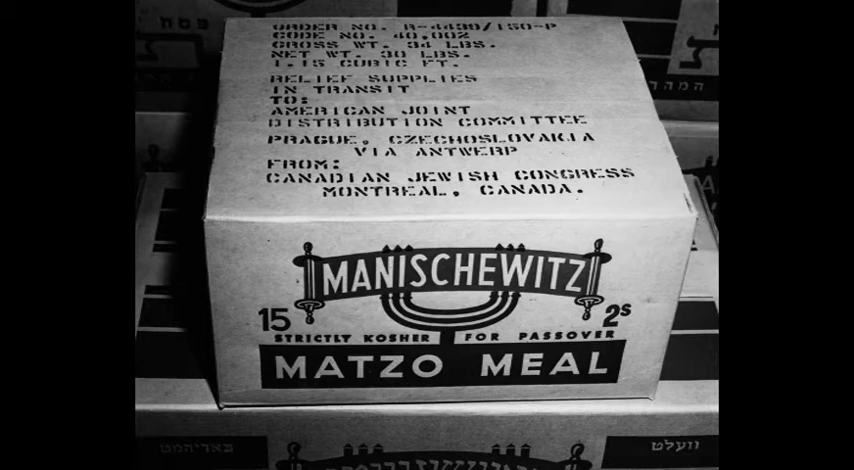 ORDER NO. R-4439/150-P
CODE NO. 40,002
GROSS WT. 34 LBS.
NET WT. 30 LBS.
1.15 CUBIC FT.
RELIEF SUPPLIES
IN TRANSIT
TO:
AMERICAN JOINT
DISTRIBUTION COMMITTEE
PRAGUE, CZECHOSLOVAKIA
VIA ANTWERP
FROM:
CANADIAN JEWISH CONGRESS
MONTREAL, CANADA.
MANISCHEWITZ
15 2s
STRICTLY KOSHER FOR PASSOVER
MATZO MEAL
וועלט